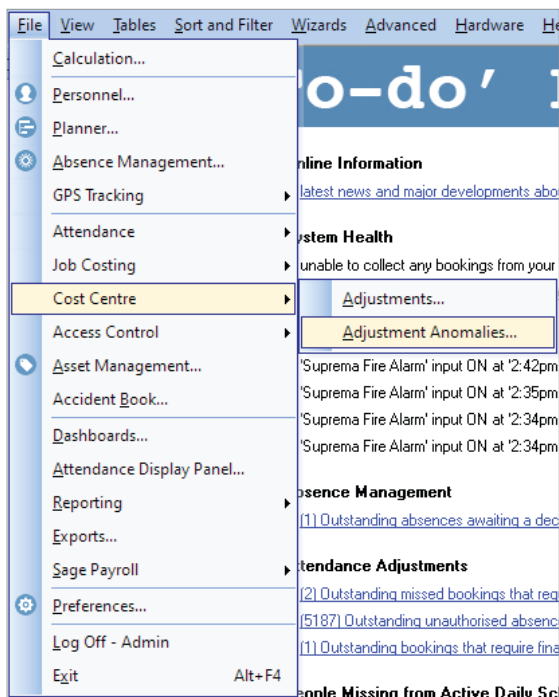 File View Tables Sort and Filter Wizards Advanced Hardware He
Calculation...
Personnel...
Planner...
Absence Management...
GPS Tracking
Attendance
Job Costing
Cost Centre
Access Control
Asset Management...
Accident Book...
Dashboards...
Attendance Display Panel...
Reporting
Exports...
Sage Payroll
Preferences...
Log Off - Admin
Exit Alt+F4
Adjustments...
Adjustment Anomalies...
'o-do'
nline Information
latest news and major developments abo
ystem Health
unable to collect any bookings from your
'Suprema Fire Alarm' input ON at '2:42pm
'Suprema Fire Alarm' input ON at '2:35pm
'Suprema Fire Alarm' input ON at '2:34pm
'Suprema Fire Alarm' input ON at '2:34pm
bsence Management
(1) Outstanding absences awaiting a dec
ttendance Adjustments
(2) Outstanding missed bookings that req
(5187) Outstanding unauthorised absenc
(1) Outstanding bookings that require fina
eople Missing from Active Daily Sc